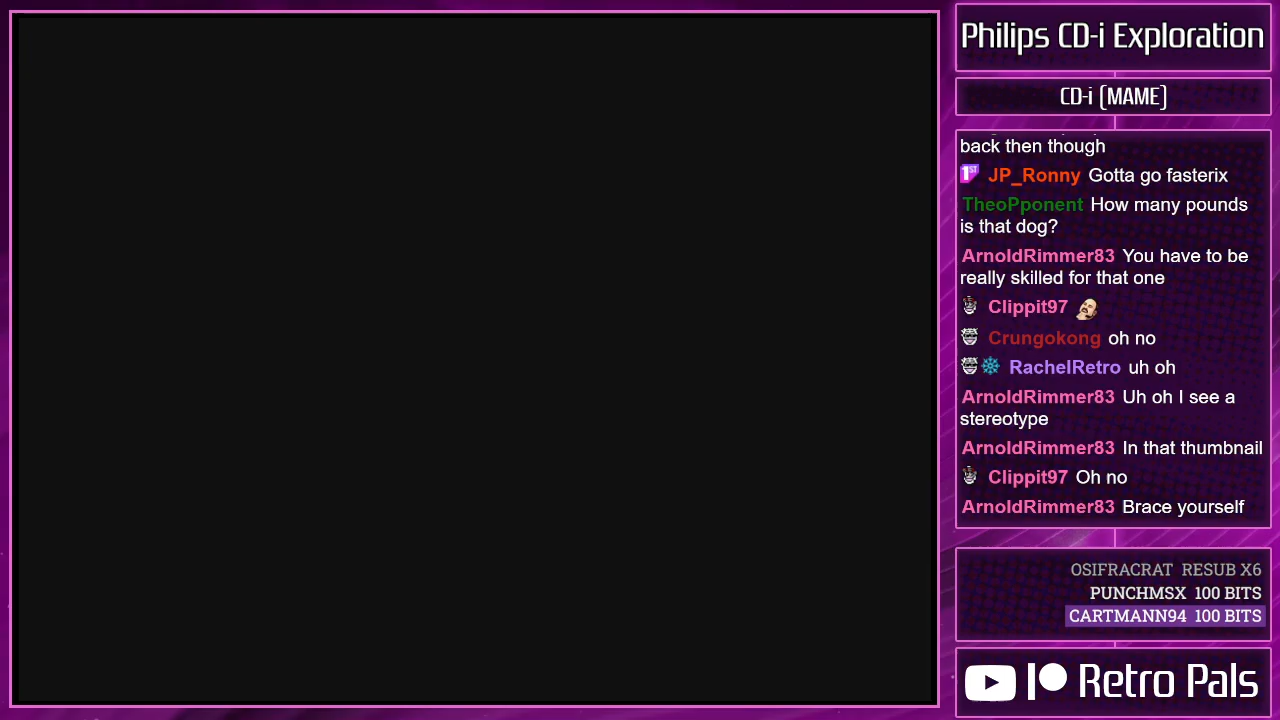 Philips CD-i Exploration
CD-i [MAME]
back then though
JP_Ronny Gotta go fasterix
TheoPponent How many pounds
is that dog?
ArnoldRimmer83 You have to be
really skilled for that one
Clippit97
Crungokong oh no
RachelRetro uh oh
ArnoldRimmer83 Uh oh I see a
stereotype
ArnoldRimmer83 In that thumbnail
Clippit97 Oh no
ArnoldRimmer83 Brace yourself
OSIFRACRAT RESUB X6
PUNCHMSX 100 BITS
CARTMANN94 100 BITS
Retro Pals